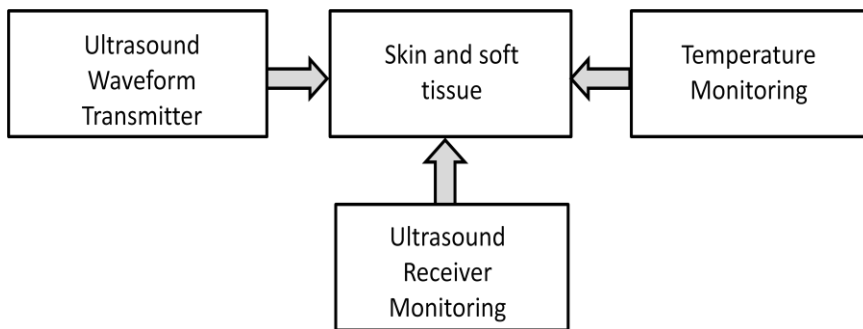 Ultrasound
Waveform
Transmitter
Skin and soft
tissue
Temperature
Monitoring
Ultrasound
Receiver
Monitoring